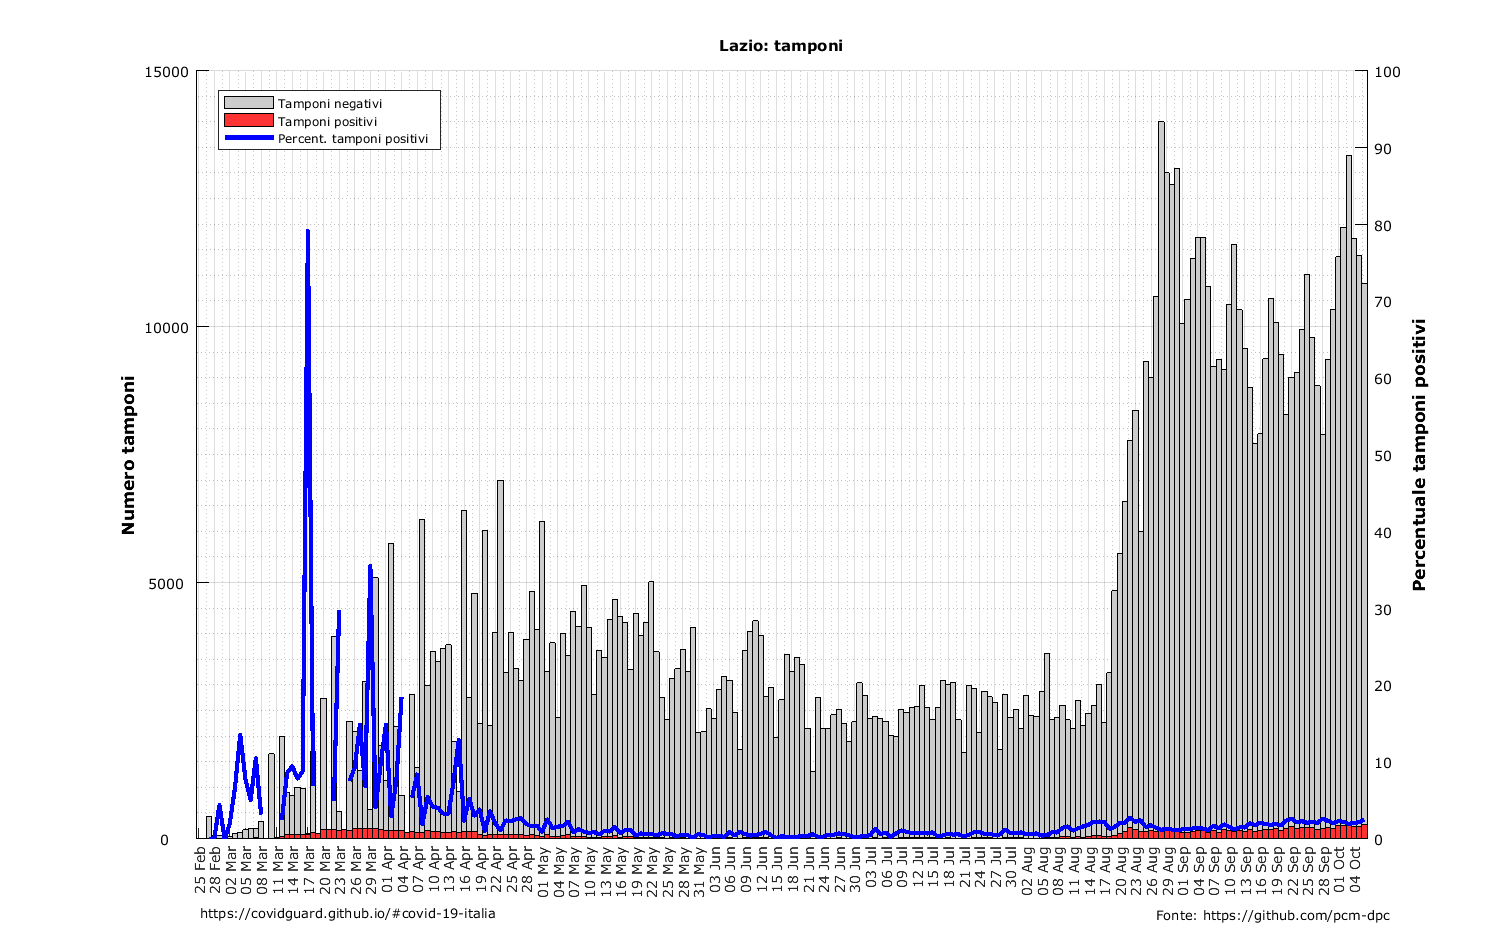 Lazio: tamponi
15000
10000
5000
0
Numero tamponi
Tamponi negativi
Tamponi positivi
Percent. tamponi positivi
100
90
80
70
60
50
40
30
20
10
0
Percentuale tamponi positivi
25 Feb
28 Feb
02 Mar
05 Mar
08 Mar
11 Mar
14 Mar
17 Mar
20 Mar
23 Mar
26 Mar
29 Mar
01 Apr
04 Apr
07 Apr
10 Apr
13 Apr
16 Apr
19 Apr
22 Apr
25 Apr
28 Apr
01 May
04 May
07 May
10 May
13 May
16 May
19 May
22 May
25 May
28 May
31 May
03 Jun
06 Jun
09 Jun
12 Jun
15 Jun
18 Jun
21 Jun
24 Jun
27 Jun
30 Jun
03 Jul
06 Jul
09 Jul
12 Jul
15 Jul
18 Jul
21 Jul
24 Jul
27 Jul
30 Jul
02 Aug
05 Aug
08 Aug
11 Aug
14 Aug
17 Aug
20 Aug
23 Aug
26 Aug
29 Aug
01 Sep
04 Sep
07 Sep
10 Sep
13 Sep
16 Sep
19 Sep
22 Sep
25 Sep
28 Sep
01 Oct
04 Oct
https://covidguard.github.io/#covid-19-italia
Fonte: https://github.com/pcm-dpc